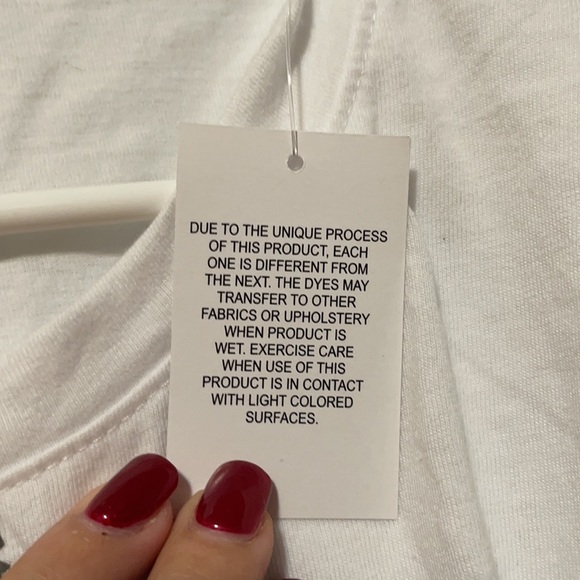 DUE TO THE UNIQUE PROCESS
OF THIS PRODUCT, EACH
ONE IS DIFFERENT FROM
THE NEXT. THE DYES MAY
TRANSFER TO OTHER
FABRICS OR UPHOLSTERY
WHEN PRODUCT IS
WET. EXERCISE CARE
WHEN USE OF THIS
PRODUCT IS IN CONTACT
WITH LIGHT COLORED
SURFACES.